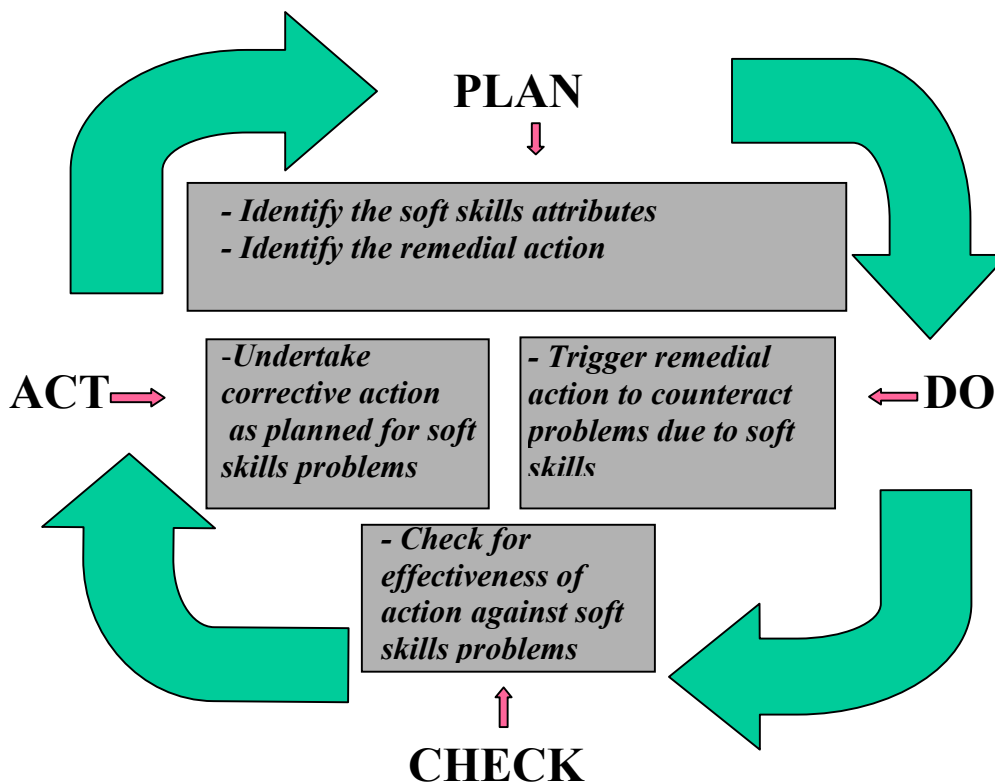 PLAN
- Identify the soft skills attributes
- Identify the remedial action
ACT
-Undertake
corrective action
as planned for soft
skills problems
- Trigger remedial
action to counteract
problems due to soft
skills
DO
- Check for
effectiveness of
action against soft
skills problems
CHECK